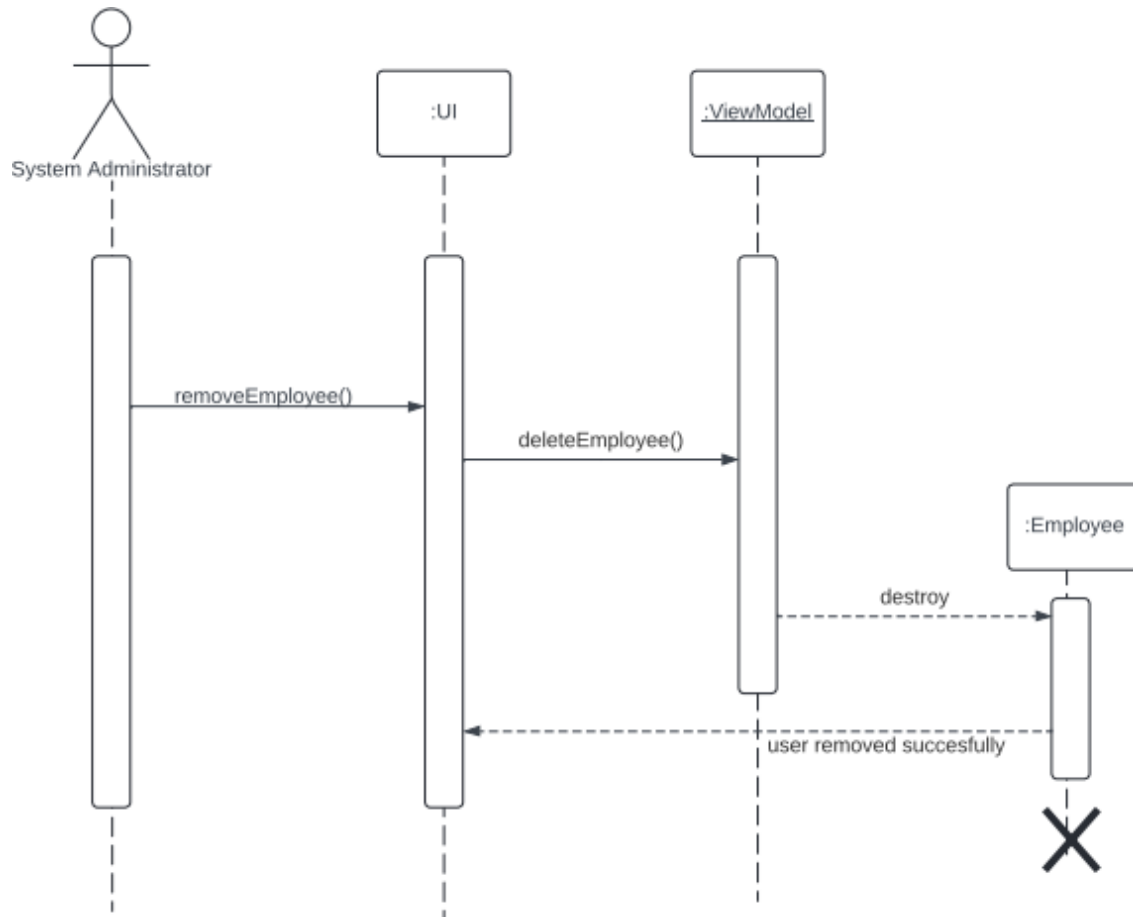 System Administrator
:UI
:ViewModel
removeEmployee()
deleteEmployee()
:Employee
destroy
user removed succesfully